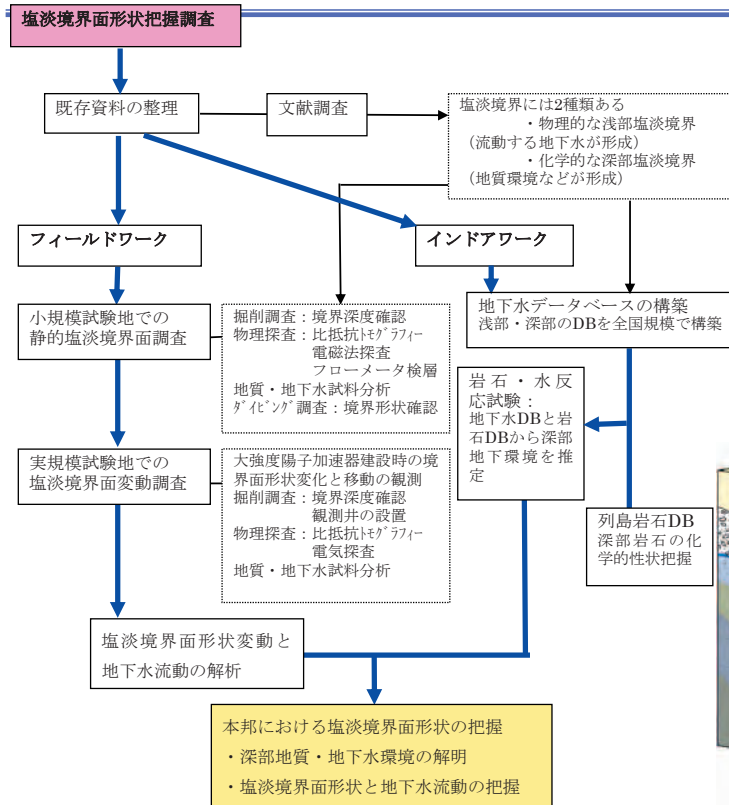 塩淡境界面形状把握調査
既存資料の整理
文献調査
塩淡境界には2種類ある
・物理的な浅部塩淡境界
(流動する地下水が形成)
・化学的な深部塩淡境界
(地質環境などが形成)
フィールドワーク
インドアワーク
小規模試験地での
静的塩淡境界面調査
掘削調査：境界深度確認
物理探査：比抵抗ﾄﾓｸﾞﾗﾌｨｰ
電磁法探査
フローメータ検層
地質・地下水試料分析
ﾀﾞｲﾋﾞﾝｸﾞ調査：境界形状確認
地下水データベースの構築
浅部・深部のDBを全国規模で構築
岩石・水反
応試験：
地下水DBと岩
石DBから深部
地下環境を推
定
実規模試験地での
塩淡境界面変動調査
大強度陽子加速器建設時の境
界面形状変化と移動の観測
掘削調査：境界深度確認
観測井の設置
物理探査：比抵抗ﾄﾓｸﾞﾗﾌｨｰ
電気探査
地質・地下水試料分析
列島岩石DB
深部岩石の化
学的性状把握
塩淡境界面形状変動と
地下水流動の解析
本邦における塩淡境界面形状の把握
・深部地質・地下水環境の解明
・塩淡境界面形状と地下水流動の把握